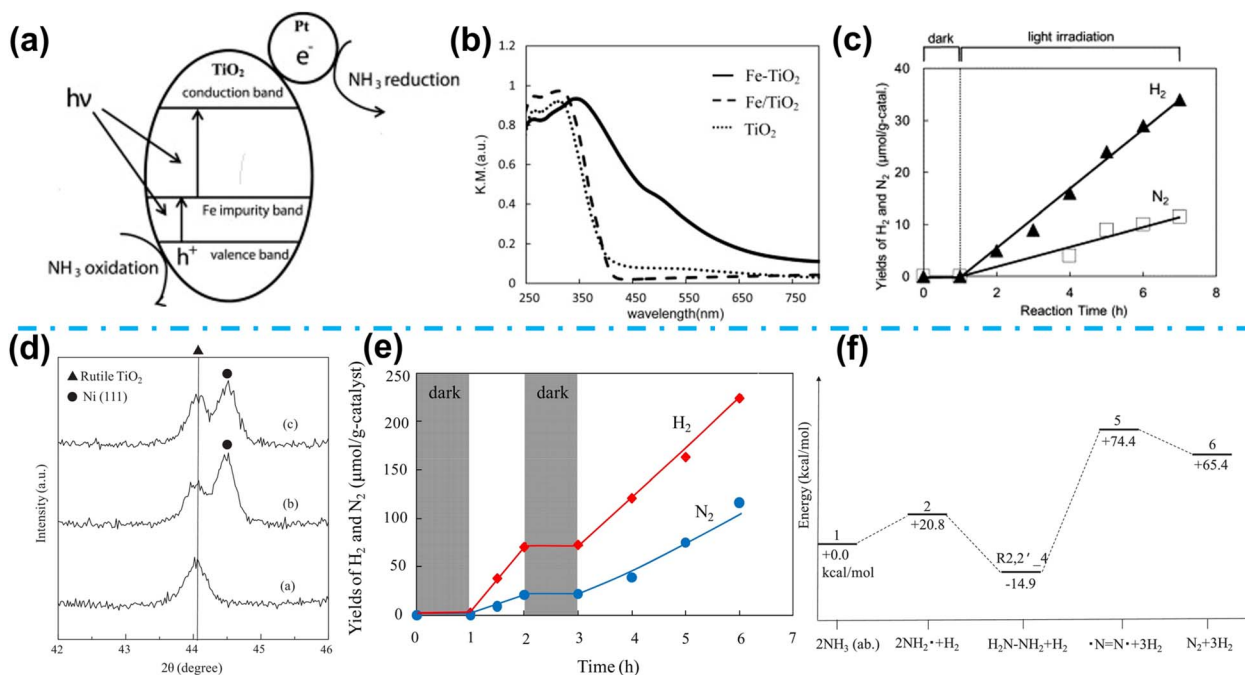 (a)
Pt
e⁻
TiO₂
conduction band
NH₃ reduction
hν
Fe impurity band
h⁺
valence band
NH₃ oxidation
(b)
K.M.(a.u.)
1.2
1
0.8
0.6
0.4
0.2
0
Fe-TiO₂
Fe/TiO₂
TiO₂
250 350 450 550 650 750
wavelength(nm)
(c)
dark
light irradiation
Yields of H₂ and N₂ (μmol/g-catal.)
40
30
20
10
0
H₂
N₂
0 2 4 6 8
Reaction Time (h)
(d)
▲ Rutile TiO₂
● Ni (111)
Intensity (a.u.)
(c)
(b)
(a)
42 43 44 45 46
2θ (degree)
(e)
Yields of H₂ and N₂ (μmol/g-catalyst)
250
200
150
100
50
0
dark
dark
H₂
N₂
0 1 2 3 4 5 6 7
Time (h)
(f)
Energy (kcal/mol)
1
+0.0
kcal/mol
2
+20.8
R2,2′_4
-14.9
5
+74.4
6
+65.4
2NH₃ (ab.) 2NH₂·+H₂ H₂N-NH₂+H₂ ·N=N·+3H₂ N₂+3H₂